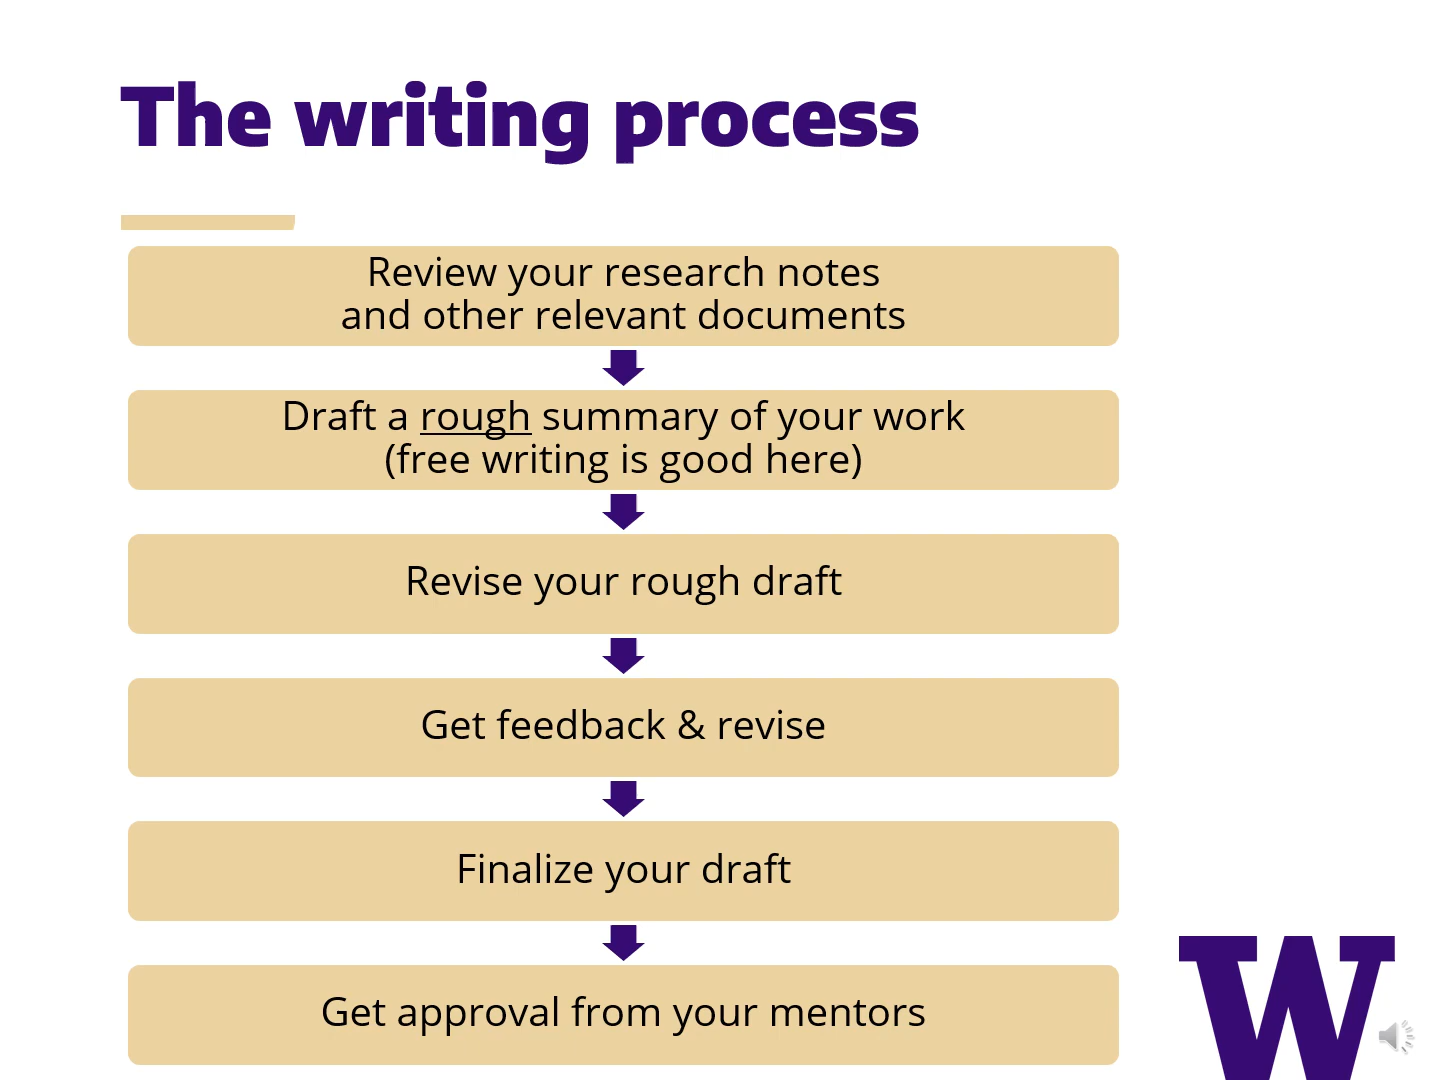 The writing process
Review your research notes
and other relevant documents
Draft a rough summary of your work
(free writing is good here)
Revise your rough draft
Get feedback & revise
Finalize your draft
Get approval from your mentors
W